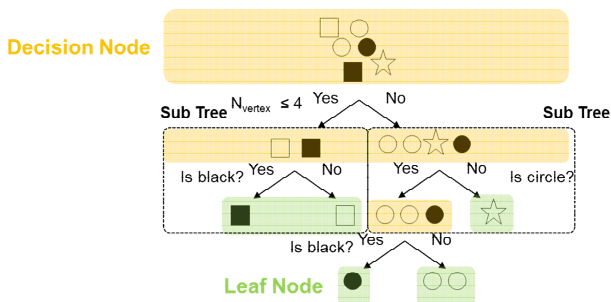 Decision Node
N_vertex ≤ 4
Yes
No
Sub Tree
Sub Tree
Is black?
Yes
No
Yes
No
Is circle?
Is black?
Yes
No
Leaf Node